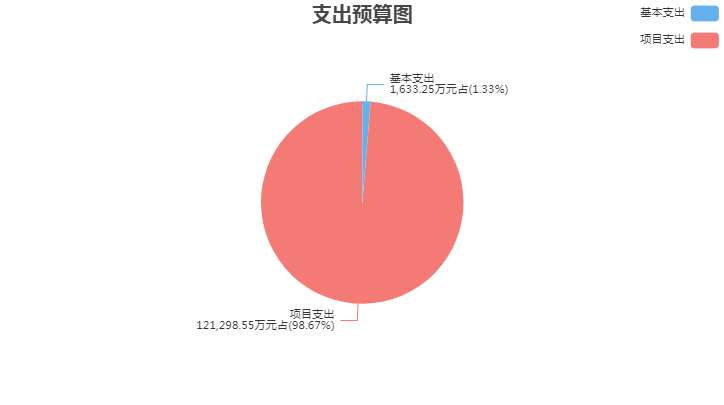 支出预算图
基本支出
项目支出
基本支出
1,633.25万元占(1.33%)
项目支出
121,298.55万元占(98.67%)